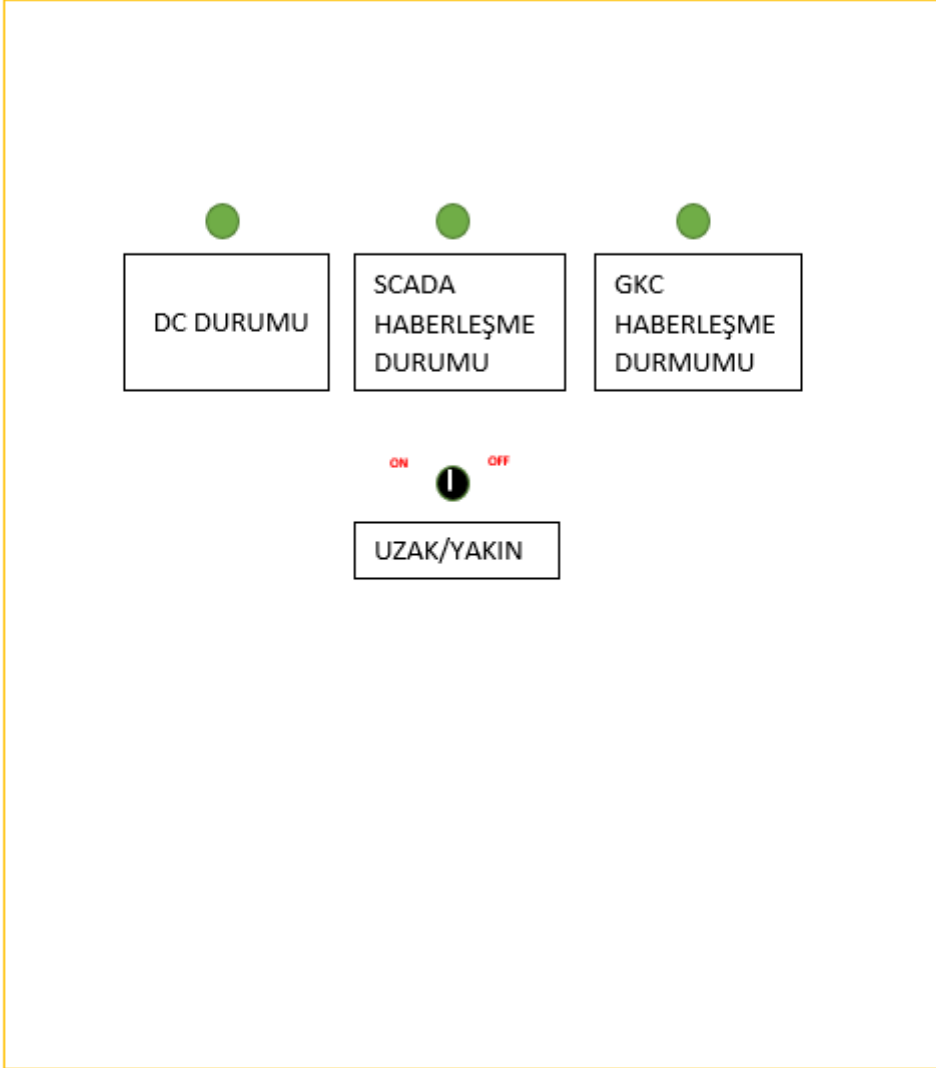 DC DURUMU
SCADA
HABERLEŞME
DURUMU
GKC
HABERLEŞME
DURMUMU
ON
OFF
UZAK/YAKIN